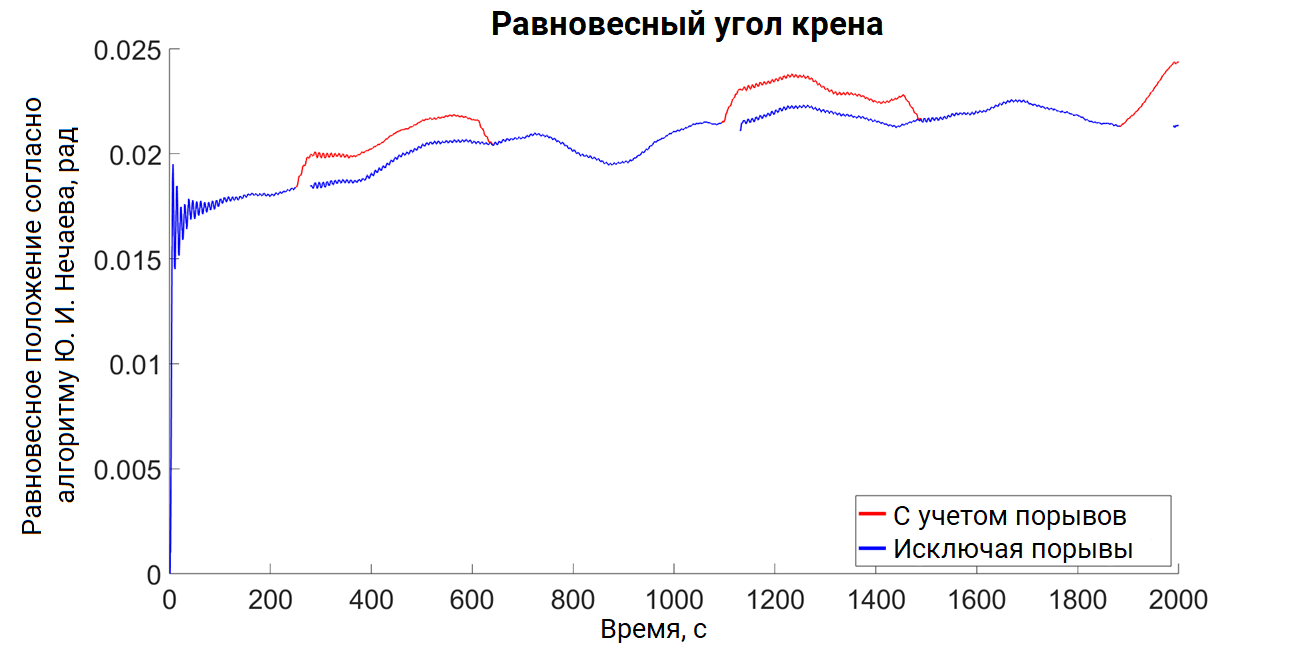 Равновесный угол крена
Равновесное положение согласно
алгоритму Ю. И. Нечаева, рад
0.025
0.02
0.015
0.01
0.005
0
0 200 400 600 800 1000 1200 1400 1600 1800 2000
Время, с
С учетом порывов
Исключая порывы